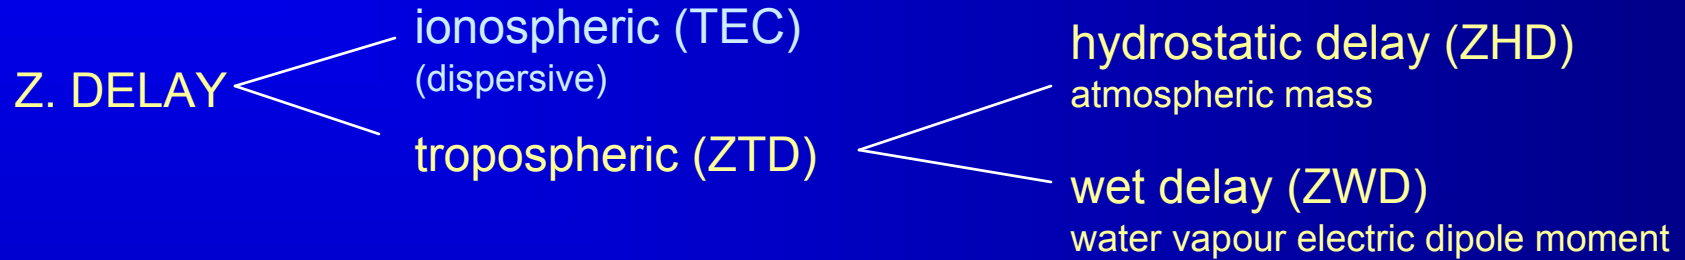 Z. DELAY
ionospheric (TEC)
(dispersive)
tropospheric (ZTD)
hydrostatic delay (ZHD)
atmospheric mass
wet delay (ZWD)
water vapour electric dipole moment